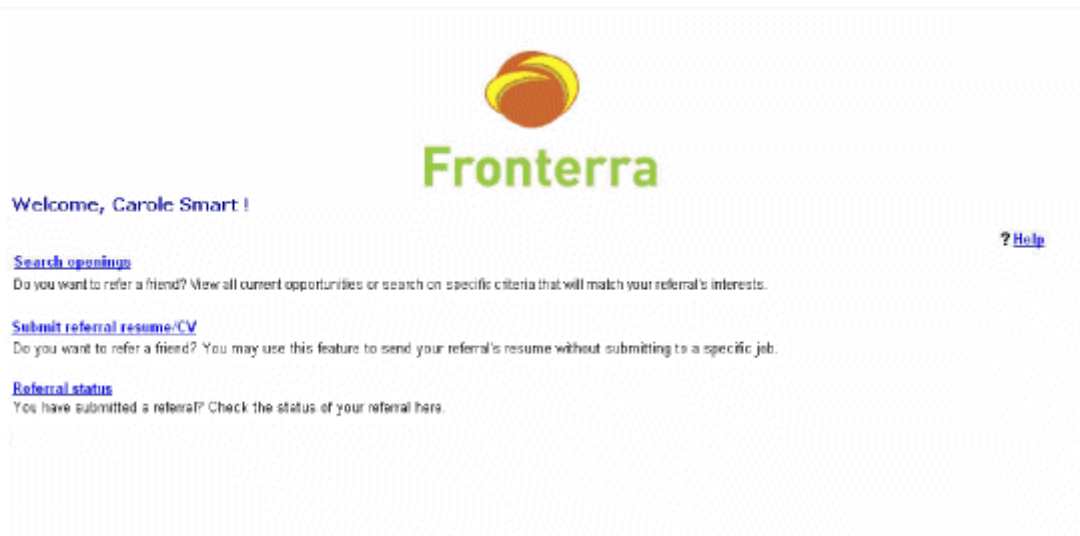 Fronterra
Welcome, Carole Smart !
? Help
Search openings
Do you want to refer a friend? View all current opportunities or search on specific criteria that will match your referral's interests.
Submit referral resume/CV
Do you want to refer a friend? You may use this feature to send your referral's resume without submitting to a specific job.
Referral status
You have submitted a referral? Check the status of your referral here.